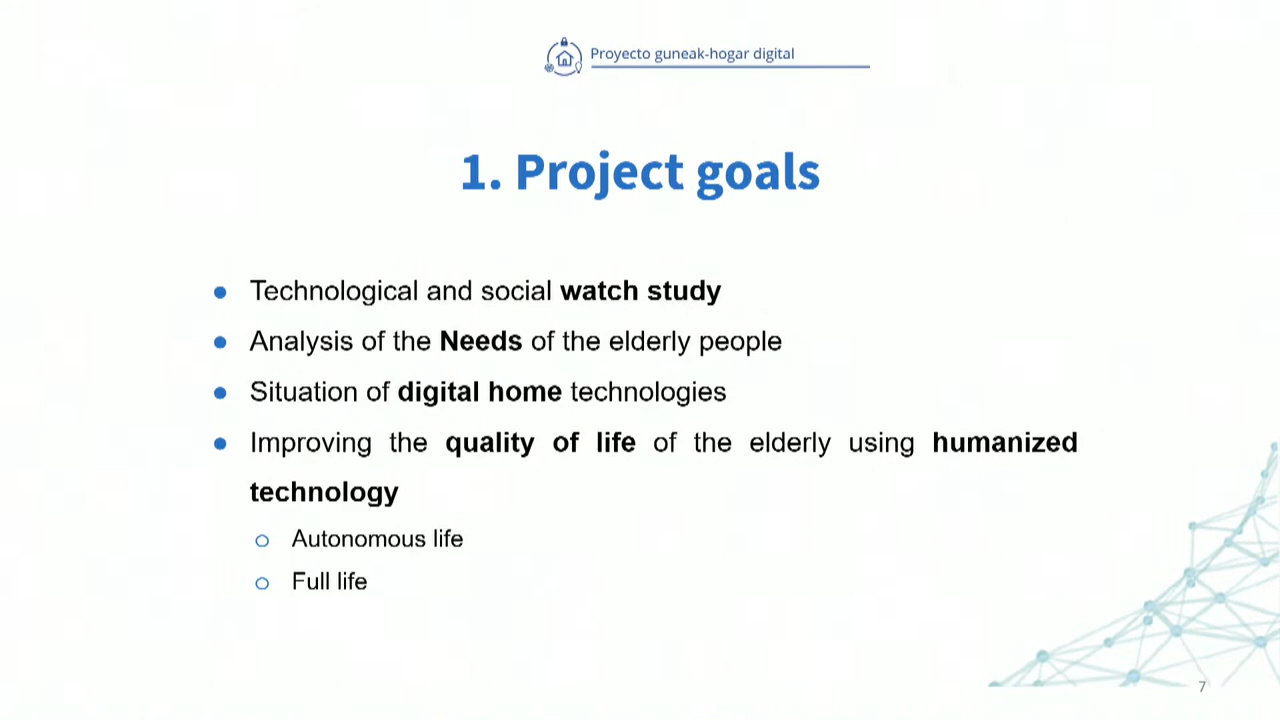 Proyecto guneak-hogar digital
1. Project goals
● Technological and social watch study
● Analysis of the Needs of the elderly people
● Situation of digital home technologies
● Improving the quality of life of the elderly using humanized
technology
○ Autonomous life
○ Full life
7